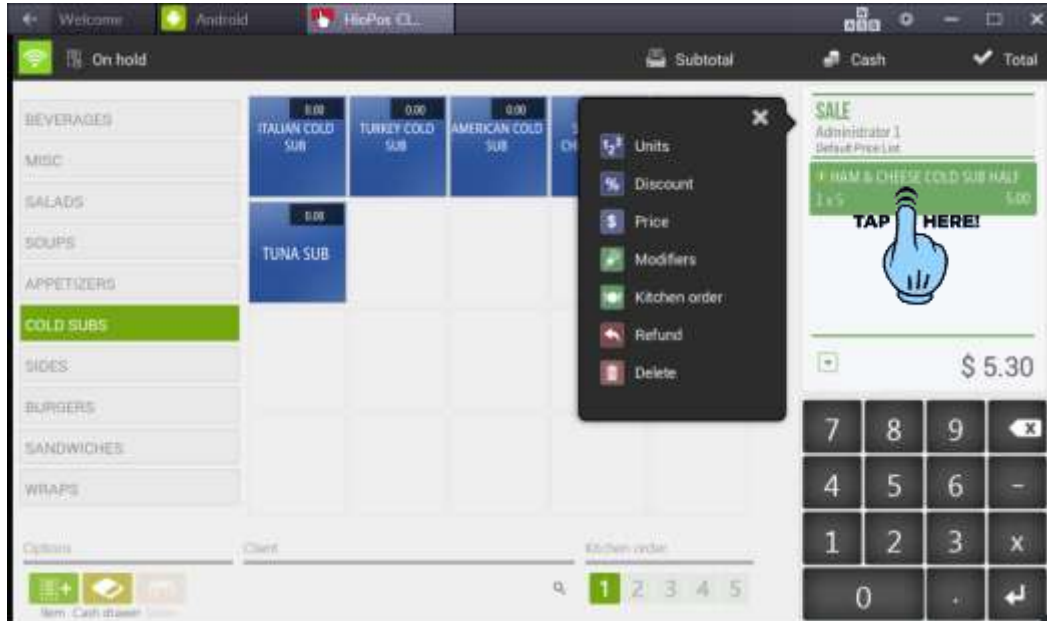 Welcome
Android
HioPos CL..
On hold
Subtotal
Cash
Total
BEVERAGES
MISC
SALADS
SOUPS
APPETIZERS
COLD SUBS
SIDES
BURGERS
SANDWICHES
WRAPS
0.00
ITALIAN COLD
SUB
0.00
TURKEY COLD
SUB
0.00
AMERICAN COLD
SUB
0.00
TUNA SUB
Units
Discount
Price
Modifiers
Kitchen order
Refund
Delete
SALE
Administrator 1
Default Price List
HAM & CHEESE COLD SUB HALF
1 x 5
5.00
TAP HERE!
$ 5.30
7 8 9 X
4 5 6 -
1 2 3 x
0 .
Options
Client
Kitchen order
1 2 3 4 5
Item
Cash drawer